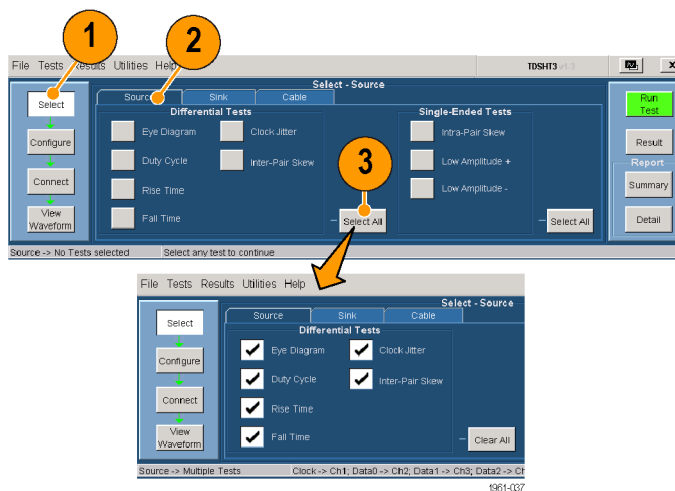 1
2
File Tests Results Utilities Help
TDSHT3 v1.3
X
Select - Source
Select
Source
Sink
Cable
Run Test
Differential Tests
Single-Ended Tests
Eye Diagram
Clock Jitter
Intra-Pair Skew
Configure
Result
3
Duty Cycle
Inter-Pair Skew
Low Amplitude +
Report
Connect
Rise Time
Low Amplitude -
Summary
View Waveform
Fall Time
Select All
Select All
Detail
Source -> No Tests selected
Select any test to continue
File Tests Results Utilities Help
Select - Source
Select
Source
Sink
Cable
Differential Tests
Eye Diagram
Clock Jitter
Configure
Duty Cycle
Inter-Pair Skew
Connect
Rise Time
View Waveform
Fall Time
Clear All
Source -> Multiple Tests
Clock -> Ch1; Data0 -> Ch2; Data1 -> Ch3; Data2 -> Ch
1961-037